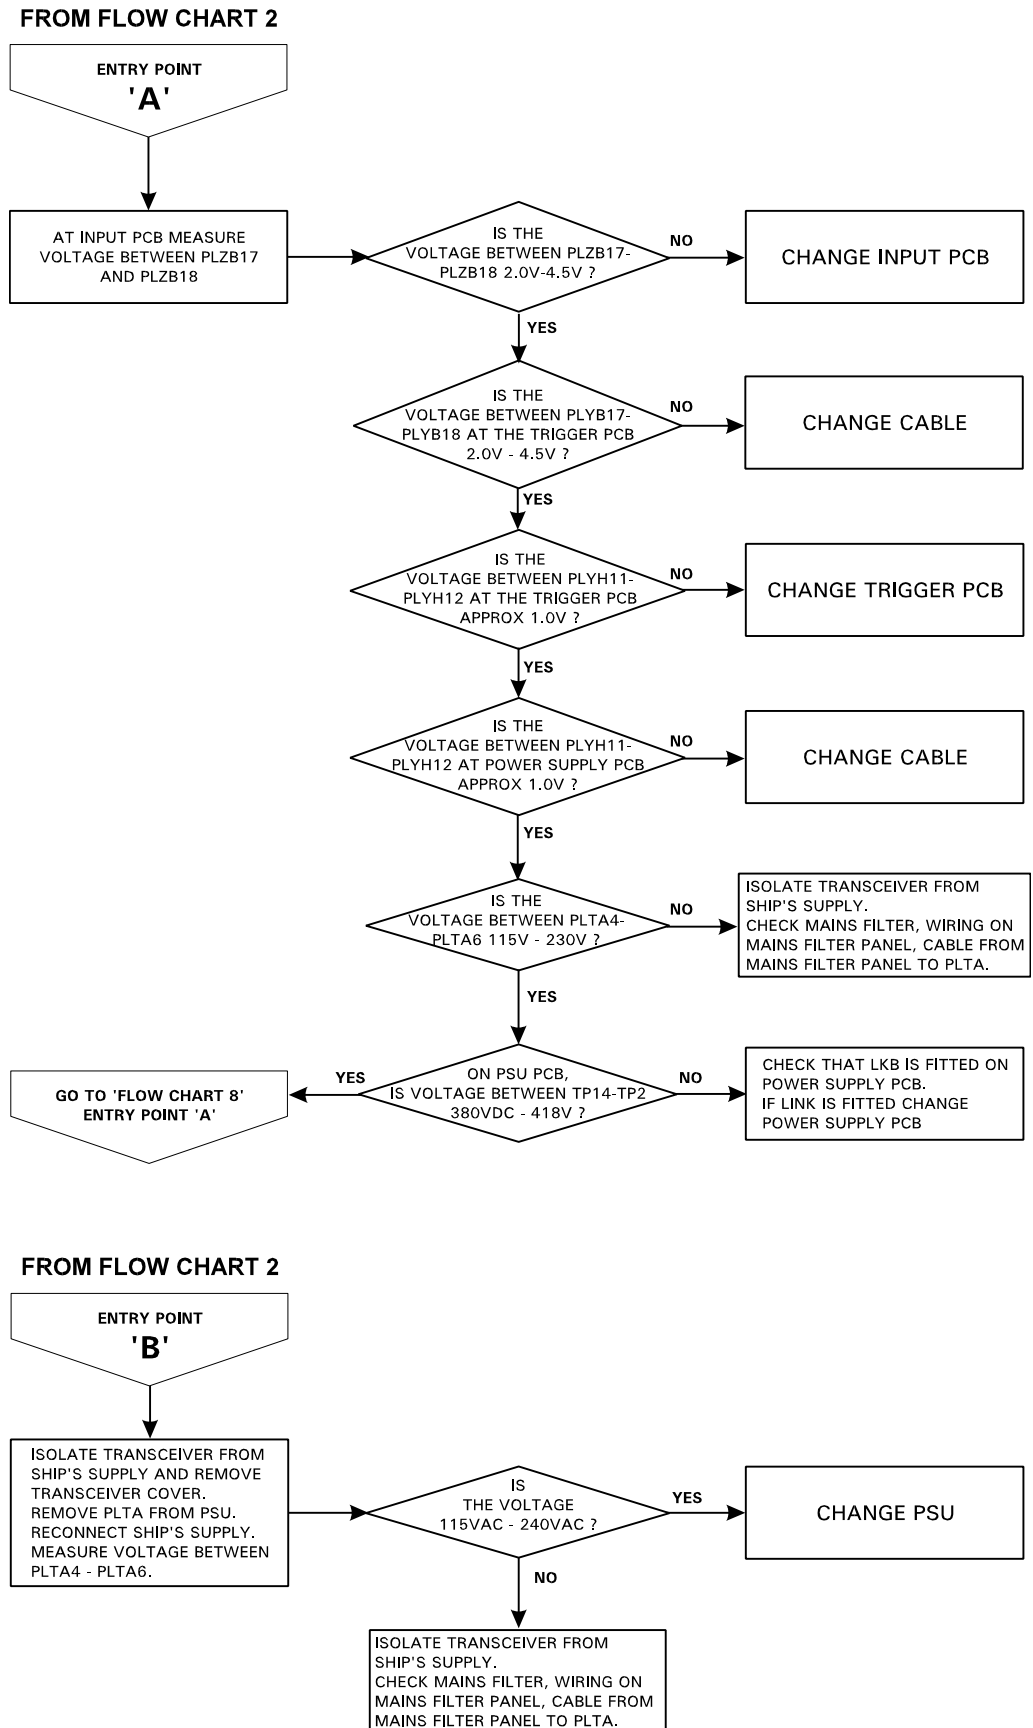 FROM FLOW CHART 2
ENTRY POINT
'A'
AT INPUT PCB MEASURE
VOLTAGE BETWEEN PLZB17
AND PLZB18
IS THE
VOLTAGE BETWEEN PLZB17-
PLZB18 2.0V-4.5V ?
NO
CHANGE INPUT PCB
YES
IS THE
VOLTAGE BETWEEN PLYB17-
PLYB18 AT THE TRIGGER PCB
2.0V - 4.5V ?
NO
CHANGE CABLE
YES
IS THE
VOLTAGE BETWEEN PLYH11-
PLYH12 AT THE TRIGGER PCB
APPROX 1.0V ?
NO
CHANGE TRIGGER PCB
YES
IS THE
VOLTAGE BETWEEN PLYH11-
PLYH12 AT POWER SUPPLY PCB
APPROX 1.0V ?
NO
CHANGE CABLE
YES
IS THE
VOLTAGE BETWEEN PLTA4-
PLTA6 115V - 230V ?
NO
ISOLATE TRANSCEIVER FROM
SHIP'S SUPPLY.
CHECK MAINS FILTER, WIRING ON
MAINS FILTER PANEL, CABLE FROM
MAINS FILTER PANEL TO PLTA.
YES
ON PSU PCB,
IS VOLTAGE BETWEEN TP14-TP2
380VDC - 418V ?
YES
GO TO 'FLOW CHART 8'
ENTRY POINT 'A'
NO
CHECK THAT LKB IS FITTED ON
POWER SUPPLY PCB.
IF LINK IS FITTED CHANGE
POWER SUPPLY PCB
FROM FLOW CHART 2
ENTRY POINT
'B'
ISOLATE TRANSCEIVER FROM
SHIP'S SUPPLY AND REMOVE
TRANSCEIVER COVER.
REMOVE PLTA FROM PSU.
RECONNECT SHIP'S SUPPLY.
MEASURE VOLTAGE BETWEEN
PLTA4 - PLTA6.
IS
THE VOLTAGE
115VAC - 240VAC ?
YES
CHANGE PSU
NO
ISOLATE TRANSCEIVER FROM
SHIP'S SUPPLY.
CHECK MAINS FILTER, WIRING ON
MAINS FILTER PANEL, CABLE FROM
MAINS FILTER PANEL TO PLTA.